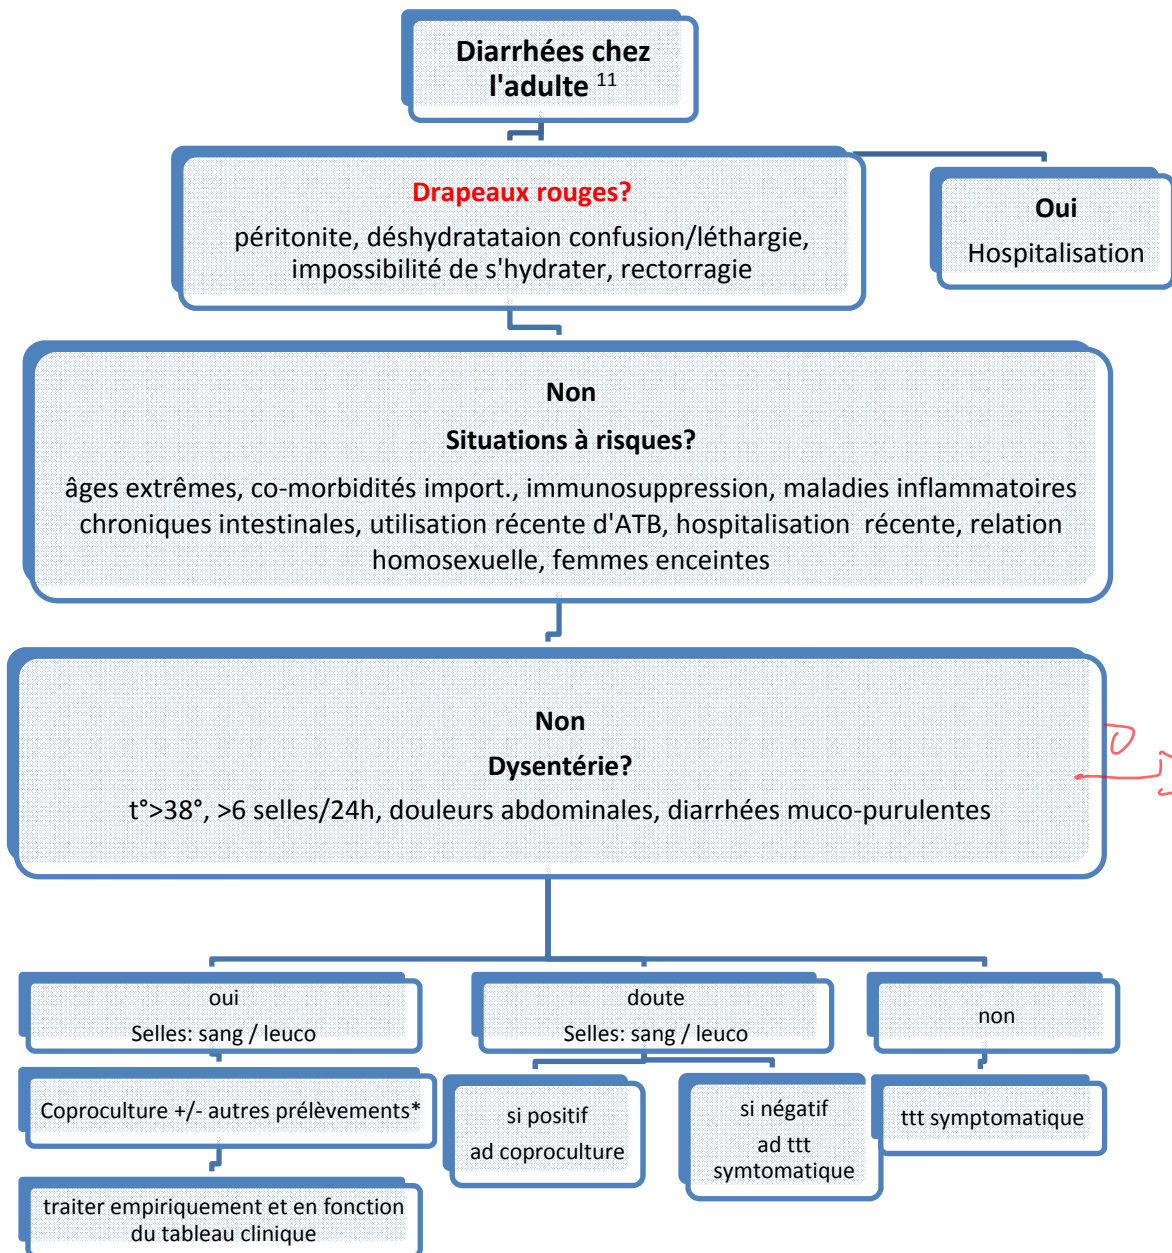 Diarrhées chez
l'adulte 11
Drapeaux rouges?
péritonite, déshydratataion confusion/léthargie,
impossibilité de s'hydrater, rectorragie
Oui
Hospitalisation
Non
Situations à risques?
âges extrêmes, co-morbidités import., immunosuppression, maladies inflammatoires
chroniques intestinales, utilisation récente d'ATB, hospitalisation récente, relation
homosexuelle, femmes enceintes
Non
Dysentérie?
t°>38°, >6 selles/24h, douleurs abdominales, diarrhées muco-purulentes
oui
Selles: sang / leuco
Coproculture +/- autres prélèvements*
traiter empiriquement et en fonction
du tableau clinique
doute
Selles: sang / leuco
si positif
ad coproculture
si négatif
ad ttt
symtomatique
non
ttt symptomatique